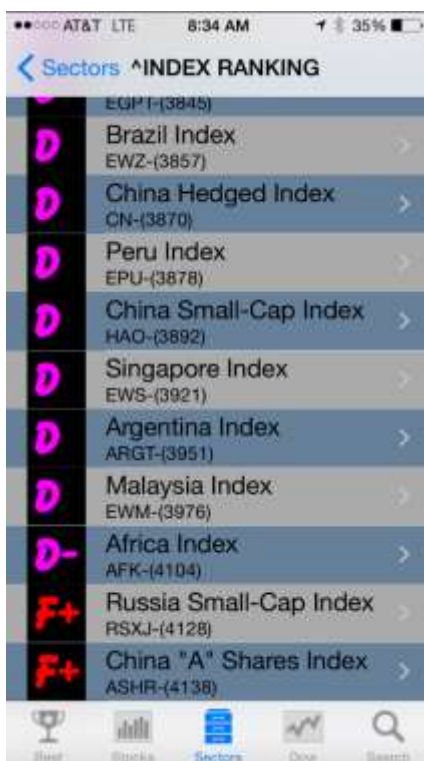 AT&T LTE 8:34 AM 35%
Sectors ^INDEX RANKING
EGPT-(3845)
D Brazil Index
EWZ-(3857)
D China Hedged Index
CN-(3870)
D Peru Index
EPU-(3878)
D China Small-Cap Index
HAO-(3892)
D Singapore Index
EWS-(3921)
D Argentina Index
ARGT-(3951)
D Malaysia Index
EWM-(3976)
D- Africa Index
AFK-(4104)
F+ Russia Small-Cap Index
RSXJ-(4128)
F+ China "A" Shares Index
ASHR-(4138)
Best Stocks Sectors Dow Search